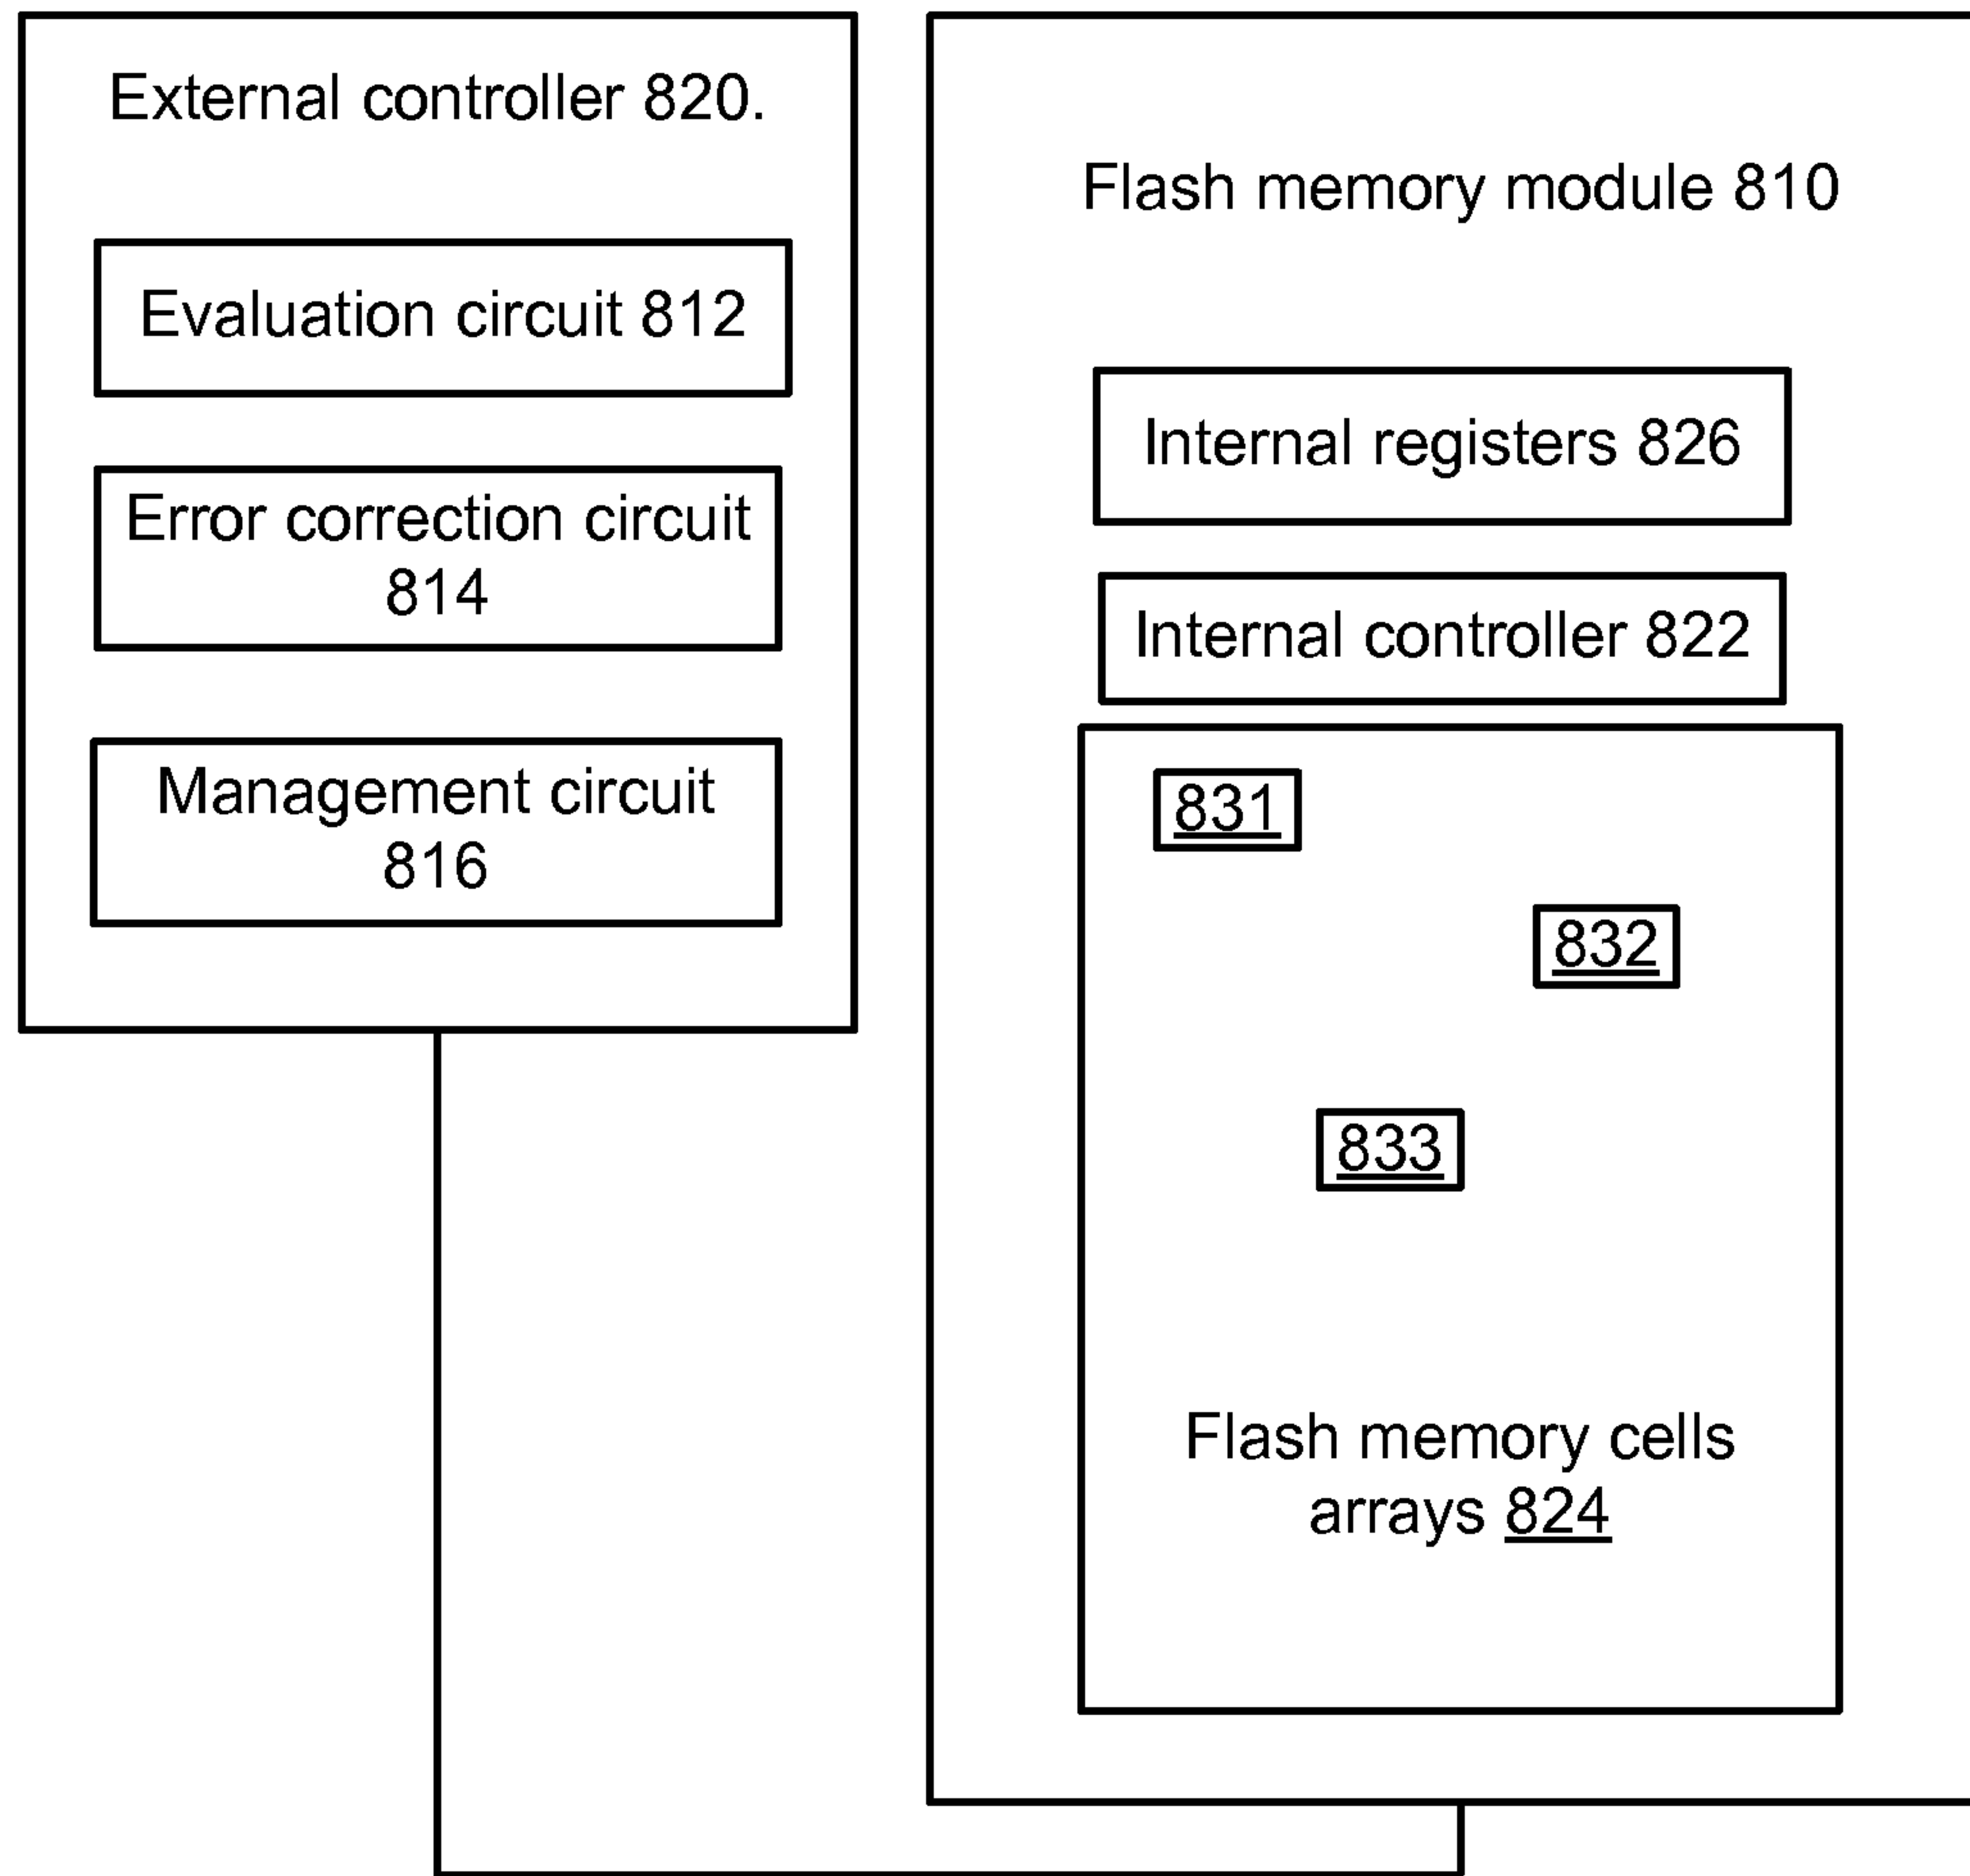 External controller 820.
Evaluation circuit 812
Error correction circuit
814
Management circuit
816
Flash memory module 810
Internal registers 826
Internal controller 822
831
832
833
Flash memory cells
arrays 824